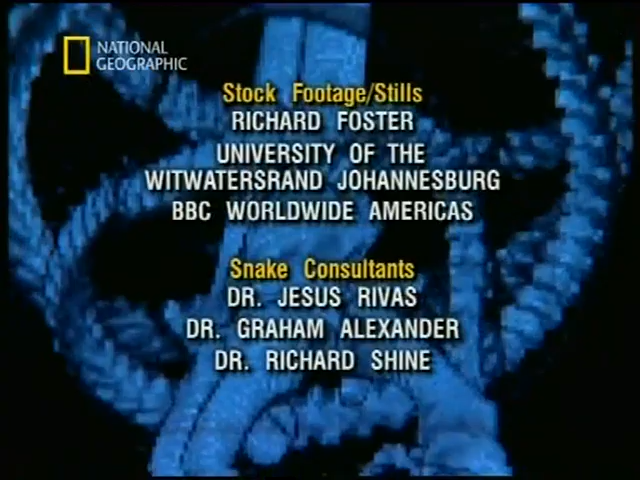 NATIONAL
GEOGRAPHIC
Stock Footage/Stills
RICHARD FOSTER
UNIVERSITY OF THE
WITWATERSRAND JOHANNESBURG
BBC WORLDWIDE AMERICAS
Snake Consultants
DR. JESUS RIVAS
DR. GRAHAM ALEXANDER
DR. RICHARD SHINE